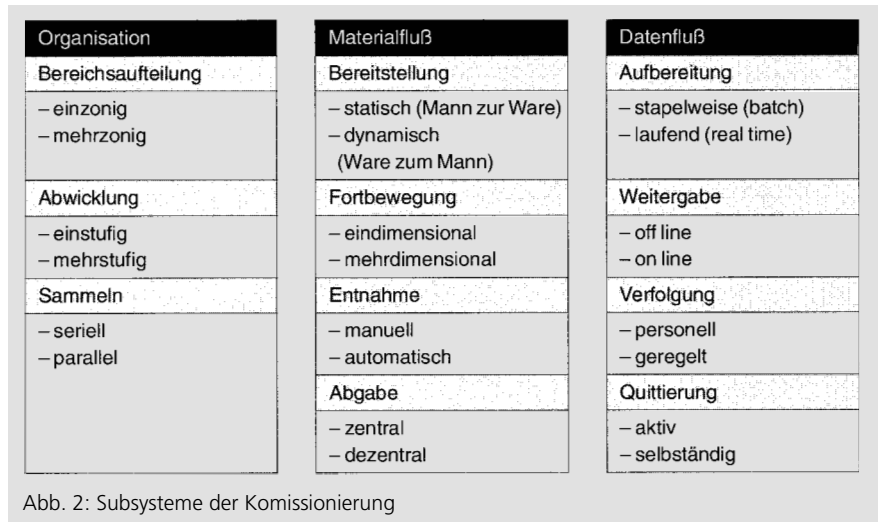 Organisation
Bereichsaufteilung
– einzonig
– mehrzonig
Abwicklung
– einstufig
– mehrstufig
Sammeln
– seriell
– parallel
Materialfluß
Bereitstellung
– statisch (Mann zur Ware)
– dynamisch
(Ware zum Mann)
Fortbewegung
– eindimensional
– mehrdimensional
Entnahme
– manuell
– automatisch
Abgabe
– zentral
– dezentral
Datenfluß
Aufbereitung
– stapelweise (batch)
– laufend (real time)
Weitergabe
– off line
– on line
Verfolgung
– personell
– geregelt
Quittierung
– aktiv
– selbständig
Abb. 2: Subsysteme der Komissionierung